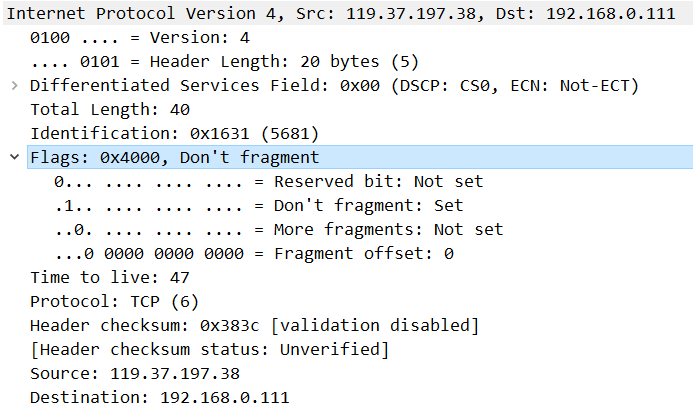 Internet Protocol Version 4, Src: 119.37.197.38, Dst: 192.168.0.111
0100 .... = Version: 4
.... 0101 = Header Length: 20 bytes (5)
Differentiated Services Field: 0x00 (DSCP: CS0, ECN: Not-ECT)
Total Length: 40
Identification: 0x1631 (5681)
Flags: 0x4000, Don't fragment
0... .... .... .... = Reserved bit: Not set
.1.. .... .... .... = Don't fragment: Set
..0. .... .... .... = More fragments: Not set
...0 0000 0000 0000 = Fragment offset: 0
Time to live: 47
Protocol: TCP (6)
Header checksum: 0x383c [validation disabled]
[Header checksum status: Unverified]
Source: 119.37.197.38
Destination: 192.168.0.111